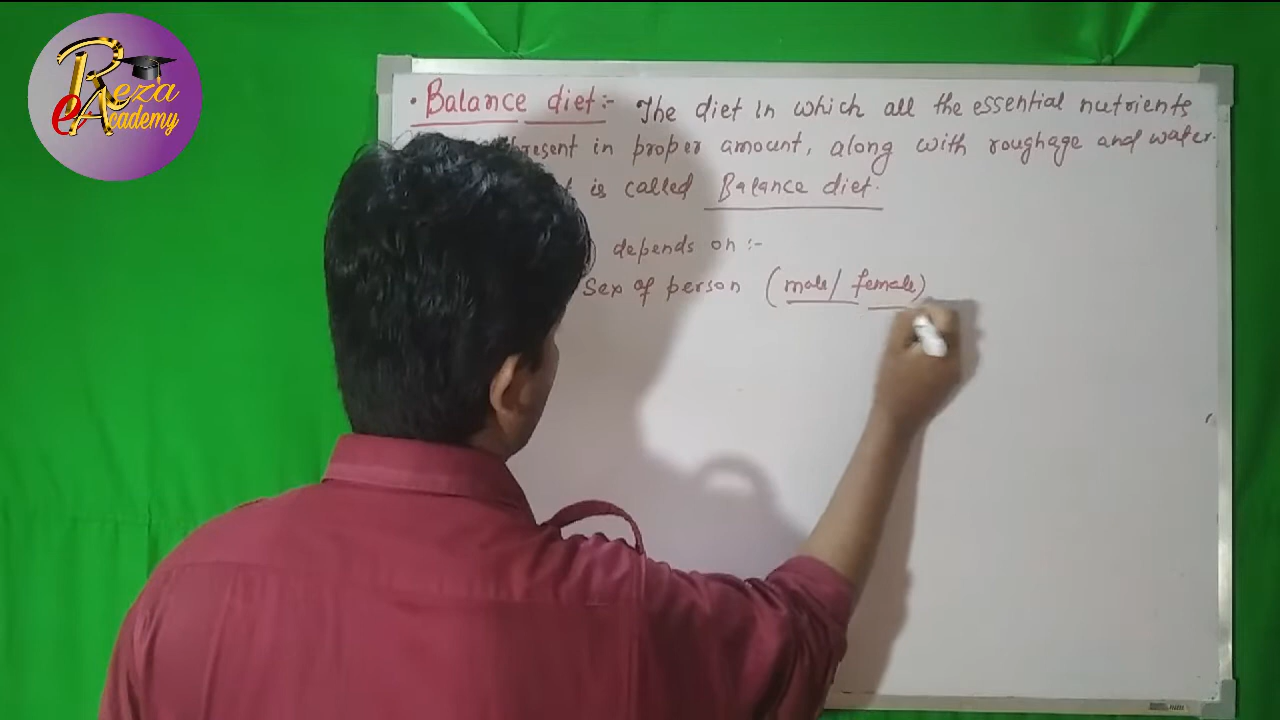 Reza
eAcademy
· Balance diet:- The diet in which all the essential nutrients
present in proper amount, along with roughage and water.
is called Balance diet.
depends on :-
Sex of person (male/ female)